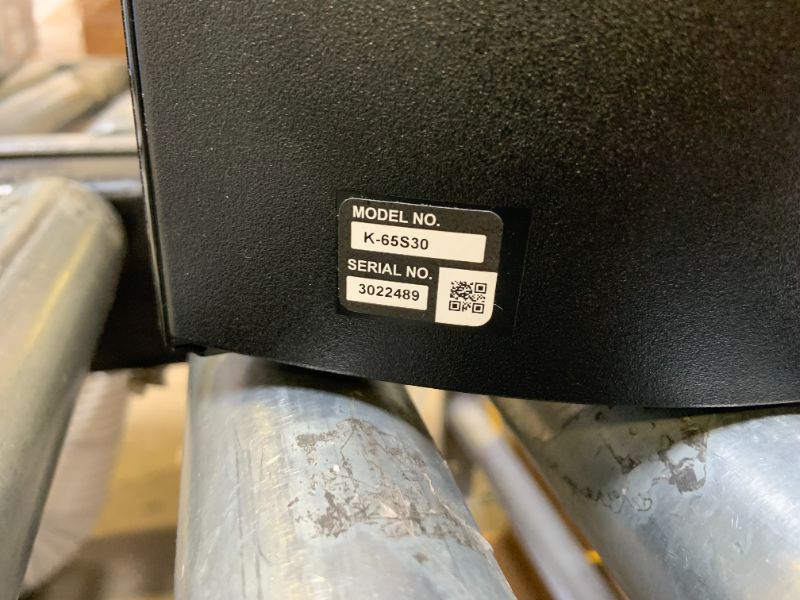 MODEL NO.
K-65S30
SERIAL NO.
3022489